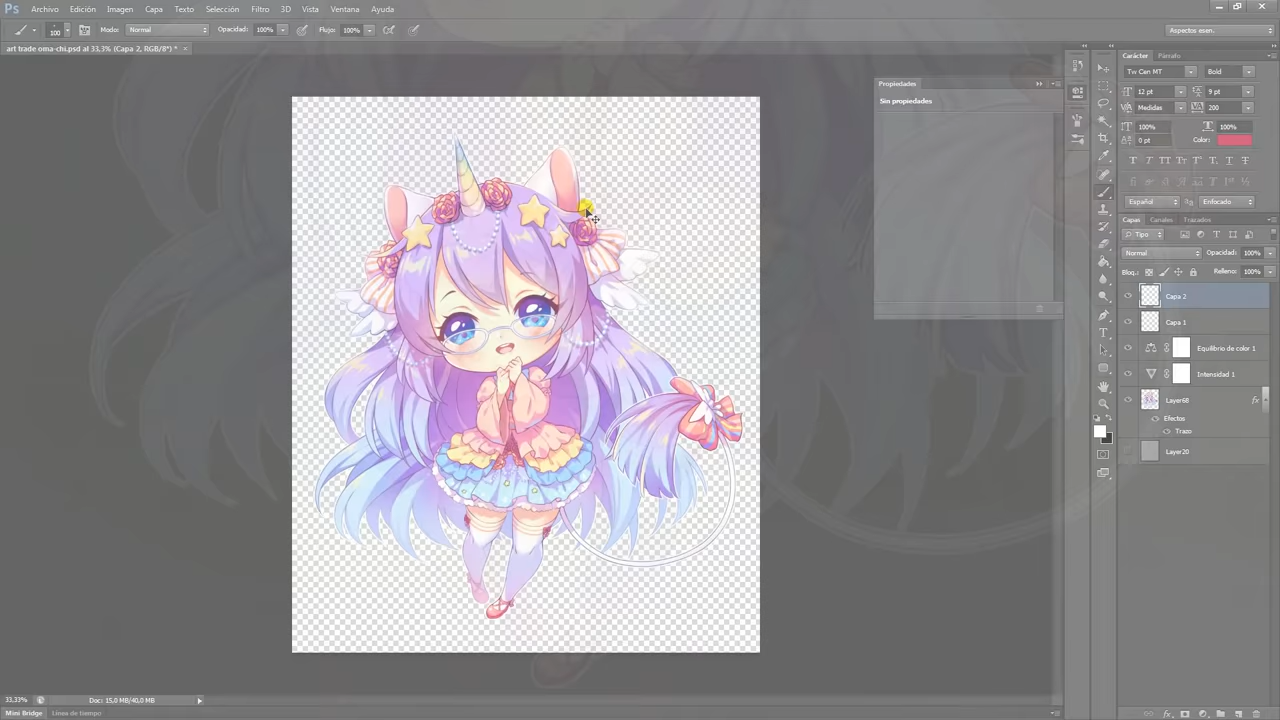 Ps Archivo Edición Imagen Capa Texto Selección Filtro 3D Vista Ventana Ayuda
100 Modo: Normal Opacidad: 100% Flujo: 100% Aspectos esen.
art trade oma-chi.psd al 33,3% (Capa 2, RGB/8*) * ×
Carácter Párrafo
Tw Cen MT Bold
Propiedades
Sin propiedades
12 pt 9 pt
Medidas 200
100% 100%
0 pt Color:
Español Enfocado
Capas Canales Trazados
Tipo
Normal Opacidad: 100%
Bloq.: Relleno: 100%
Capa 2
Capa 1
Equilibrio de color 1
Intensidad 1
Layer68 fx
Efectos
Trazo
Layer20
33,33% Doc: 15,0 MB/40,0 MB
Mini Bridge Línea de tiempo